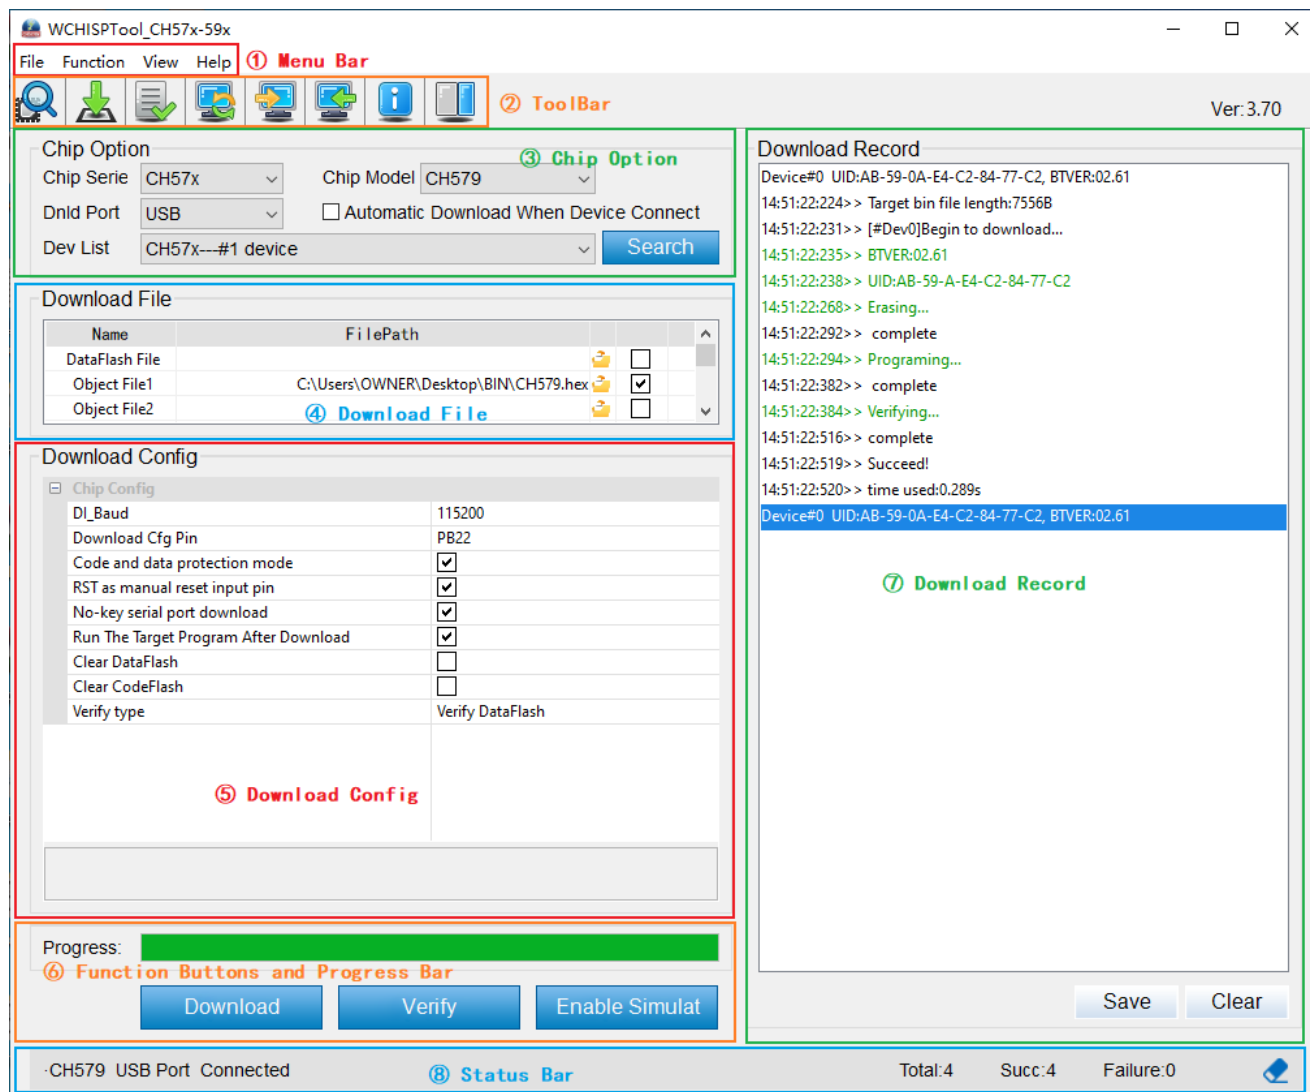 WCHISPTool_CH57x-59x
File Function View Help ① Menu Bar
② ToolBar
Ver:3.70
Chip Option
③ Chip Option
Chip Serie CH57x Chip Model CH579
Dnld Port USB Automatic Download When Device Connect
Dev List CH57x---#1 device Search
Download File
Name FilePath
DataFlash File
Object File1 C:\Users\OWNER\Desktop\BIN\CH579.hex
Object File2
④ Download File
Download Config
Chip Config
DI_Baud 115200
Download Cfg Pin PB22
Code and data protection mode
RST as manual reset input pin
No-key serial port download
Run The Target Program After Download
Clear DataFlash
Clear CodeFlash
Verify type Verify DataFlash
⑤ Download Config
Progress:
⑥ Function Buttons and Progress Bar
Download Verify Enable Simulat
Download Record
Device#0 UID:AB-59-0A-E4-C2-84-77-C2, BTVER:02.61
14:51:22:224>> Target bin file length:7556B
14:51:22:231>> [#Dev0]Begin to download...
14:51:22:235>> BTVER:02.61
14:51:22:238>> UID:AB-59-A-E4-C2-84-77-C2
14:51:22:268>> Erasing...
14:51:22:292>> complete
14:51:22:294>> Programing...
14:51:22:382>> complete
14:51:22:384>> Verifying...
14:51:22:516>> complete
14:51:22:519>> Succeed!
14:51:22:520>> time used:0.289s
Device#0 UID:AB-59-0A-E4-C2-84-77-C2, BTVER:02.61
⑦ Download Record
Save Clear
·CH579 USB Port Connected ⑧ Status Bar Total:4 Succ:4 Failure:0